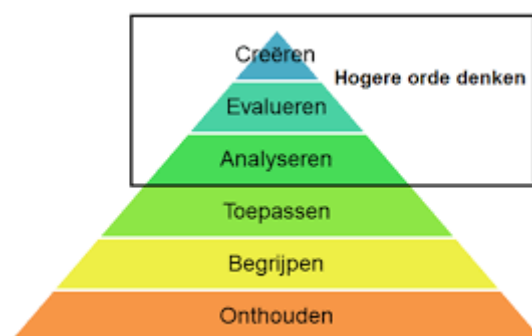 Creëren
Hogere orde denken
Evalueren
Analyseren
Toepassen
Begrijpen
Onthouden